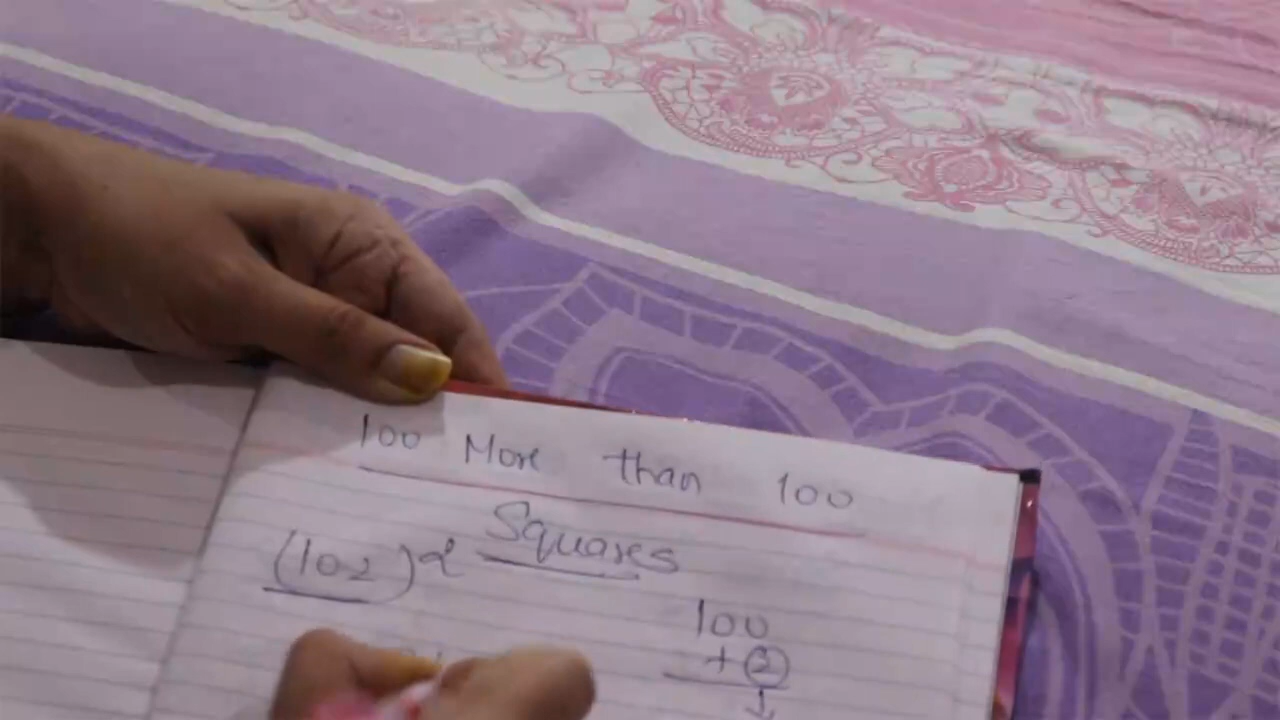 100 More than 100
Squares
(102)2
100
+2
↓